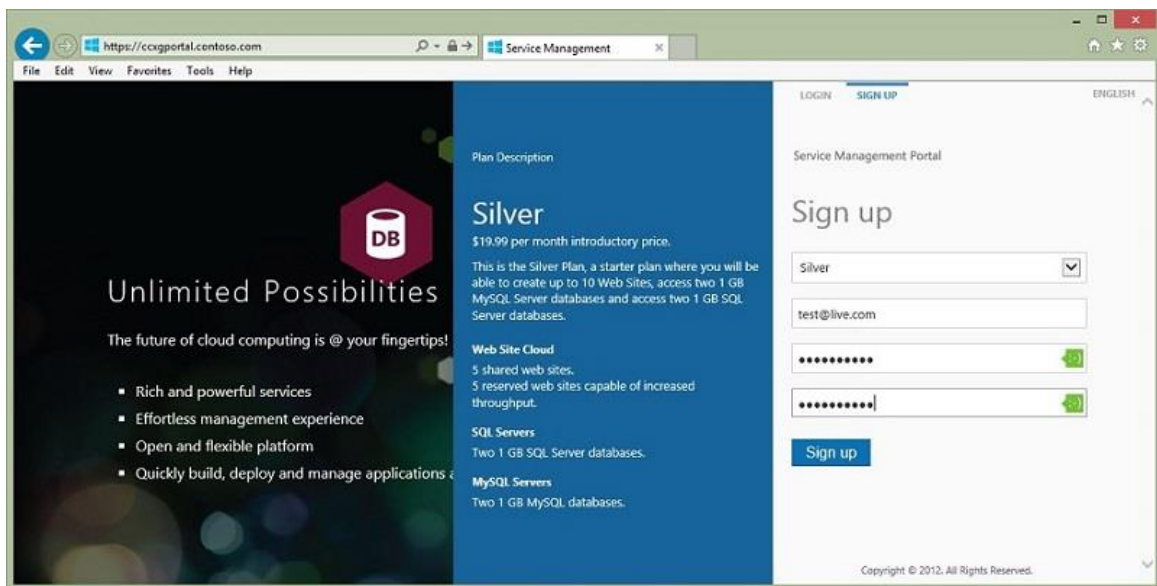 https://ccxgportal.contoso.com
Service Management
File Edit View Favorites Tools Help
DB
Unlimited Possibilities
The future of cloud computing is @ your fingertips!
Rich and powerful services
Effortless management experience
Open and flexible platform
Quickly build, deploy and manage applications a
Plan Description
Silver
$19.99 per month introductory price.
This is the Silver Plan, a starter plan where you will be
able to create up to 10 Web Sites, access two 1 GB
MySQL Server databases and access two 1 GB SQL
Server databases.
Web Site Cloud
5 shared web sites.
5 reserved web sites capable of increased
throughput.
SQL Servers
Two 1 GB SQL Server databases.
MySQL Servers
Two 1 GB MySQL databases.
LOGIN SIGN UP ENGLISH
Service Management Portal
Sign up
Silver
test@live.com
Sign up
Copyright © 2012. All Rights Reserved.